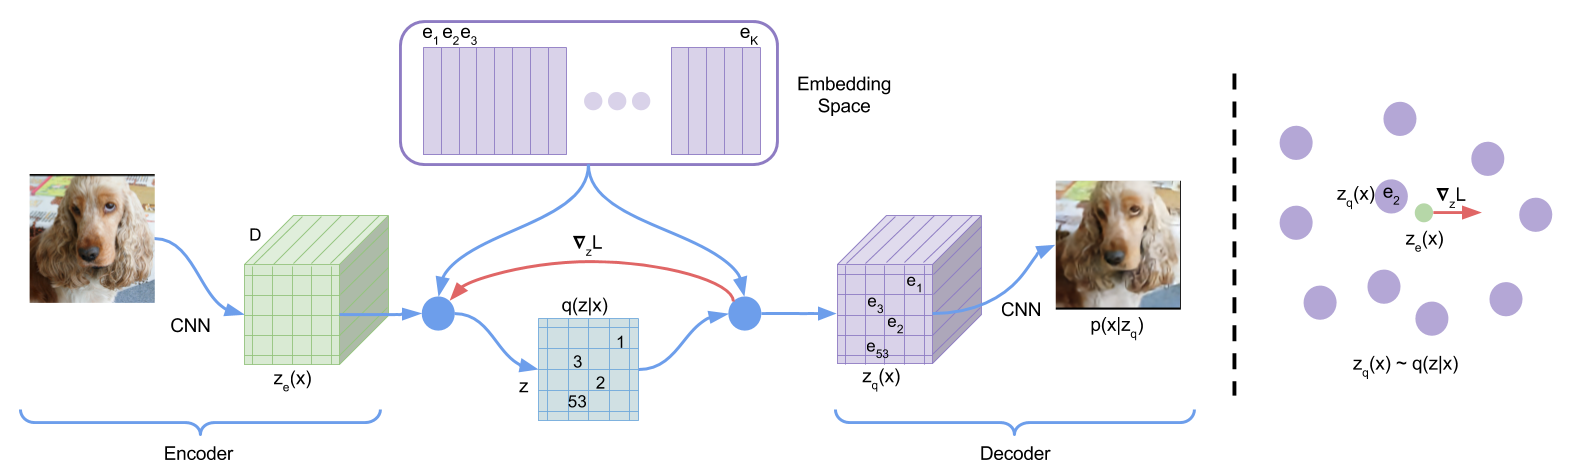 e1 e2 e3
eK
Embedding
Space
D
∇zL
q(z|x)
CNN
ze(x)
z
1
3
2
53
e1
e3
e2
e53
zq(x)
CNN
p(x|zq)
Encoder
Decoder
zq(x)
e2
∇zL
ze(x)
zq(x) ~ q(z|x)